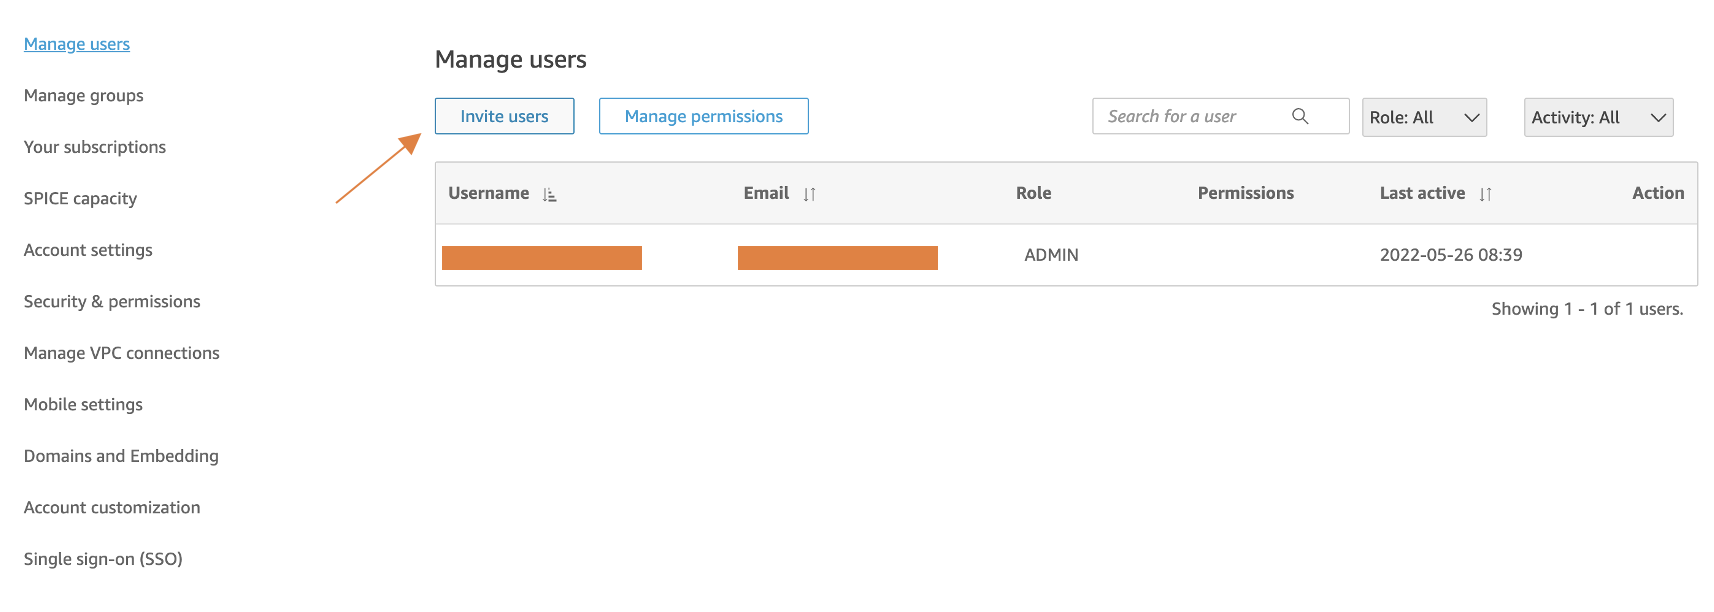 Manage users
Manage groups
Your subscriptions
SPICE capacity
Account settings
Security & permissions
Manage VPC connections
Mobile settings
Domains and Embedding
Account customization
Single sign-on (SSO)
Manage users
Invite users Manage permissions Search for a user Role: All Activity: All
Username Email Role Permissions Last active Action
ADMIN 2022-05-26 08:39
Showing 1 - 1 of 1 users.